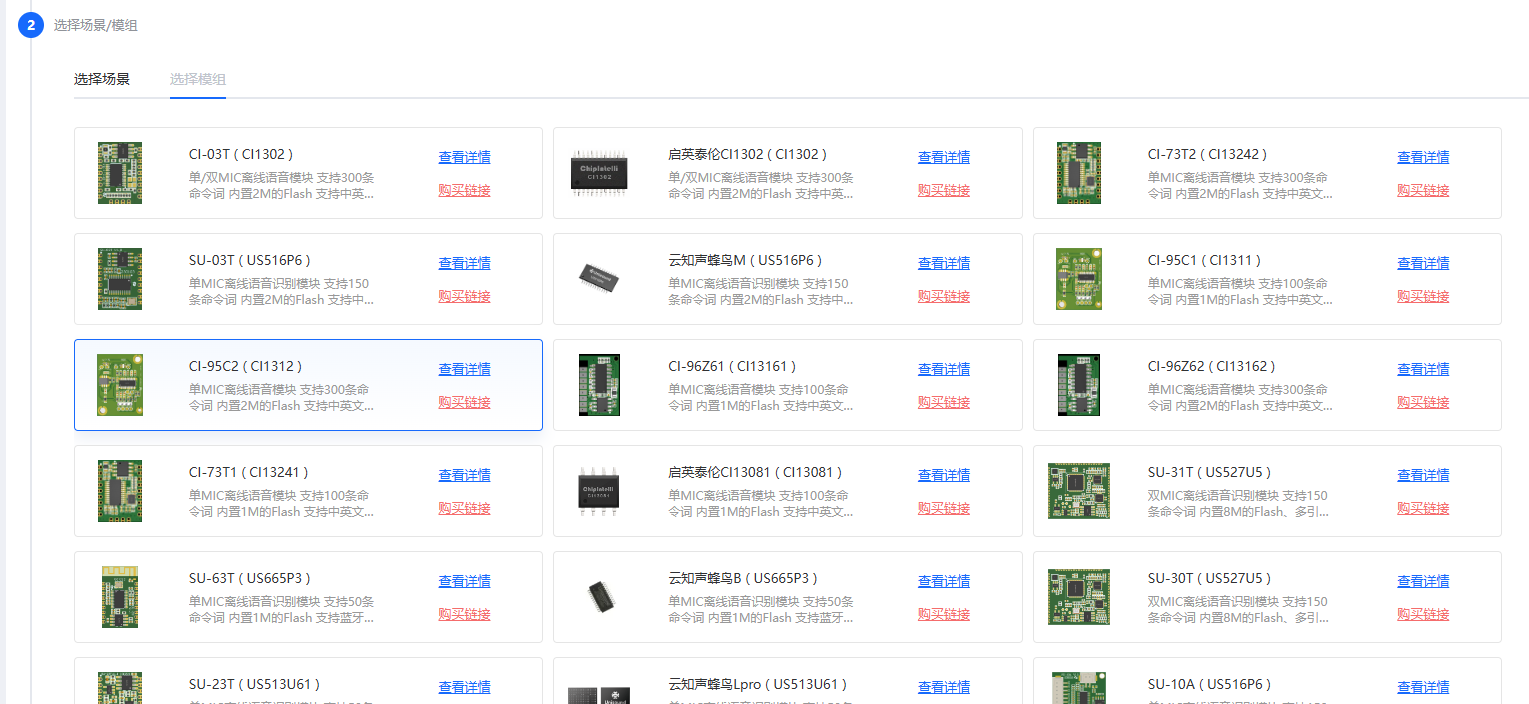 2 选择场景/模组
选择场景 选择模组
CI-03T ( CI1302 )
单/双MIC离线语音模块 支持300条
命令词 内置2M的Flash 支持中英...
查看详情
购买链接
启英泰伦CI1302 ( CI1302 )
单/双MIC离线语音模块 支持300条
命令词 内置2M的Flash 支持中英...
查看详情
购买链接
Chipintelli
CI1302
CI-73T2 ( CI13242 )
单MIC离线语音模块 支持300条命
令词 内置2M的Flash 支持中英文...
查看详情
购买链接
SU-03T ( US516P6 )
单MIC离线语音识别模块 支持150
条命令词 内置2M的Flash 支持中...
查看详情
购买链接
云知声蜂鸟M ( US516P6 )
单MIC离线语音识别模块 支持150
条命令词 内置2M的Flash 支持中...
查看详情
购买链接
CI-95C1 ( CI1311 )
单MIC离线语音模块 支持100条命
令词 内置1M的Flash 支持中英文...
查看详情
购买链接
CI-95C2 ( CI1312 )
单MIC离线语音模块 支持300条命
令词 内置2M的Flash 支持中英文...
查看详情
购买链接
CI-96Z61 ( CI13161 )
单MIC离线语音模块 支持100条命
令词 内置1M的Flash 支持中英文...
查看详情
购买链接
CI-96Z62 ( CI13162 )
单MIC离线语音模块 支持300条命
令词 内置2M的Flash 支持中英文...
查看详情
购买链接
CI-73T1 ( CI13241 )
单MIC离线语音模块 支持100条命
令词 内置1M的Flash 支持中英文...
查看详情
购买链接
启英泰伦CI13081 ( CI13081 )
单MIC离线语音模块 支持100条命
令词 内置1M的Flash 支持中英文...
查看详情
购买链接
Chipintelli
CI13081
SU-31T ( US527U5 )
双MIC离线语音识别模块 支持150
条命令词 内置8M的Flash、多引...
查看详情
购买链接
SU-63T ( US665P3 )
单MIC离线语音识别模块 支持50条
命令词 内置1M的Flash 支持蓝牙...
查看详情
购买链接
云知声蜂鸟B ( US665P3 )
单MIC离线语音识别模块 支持50条
命令词 内置1M的Flash 支持蓝牙...
查看详情
购买链接
SU-30T ( US527U5 )
双MIC离线语音识别模块 支持150
条命令词 内置8M的Flash、多引...
查看详情
购买链接
SU-23T ( US513U61 )
查看详情
云知声蜂鸟Lpro ( US513U61 )
查看详情
SU-10A ( US516P6 )
查看详情